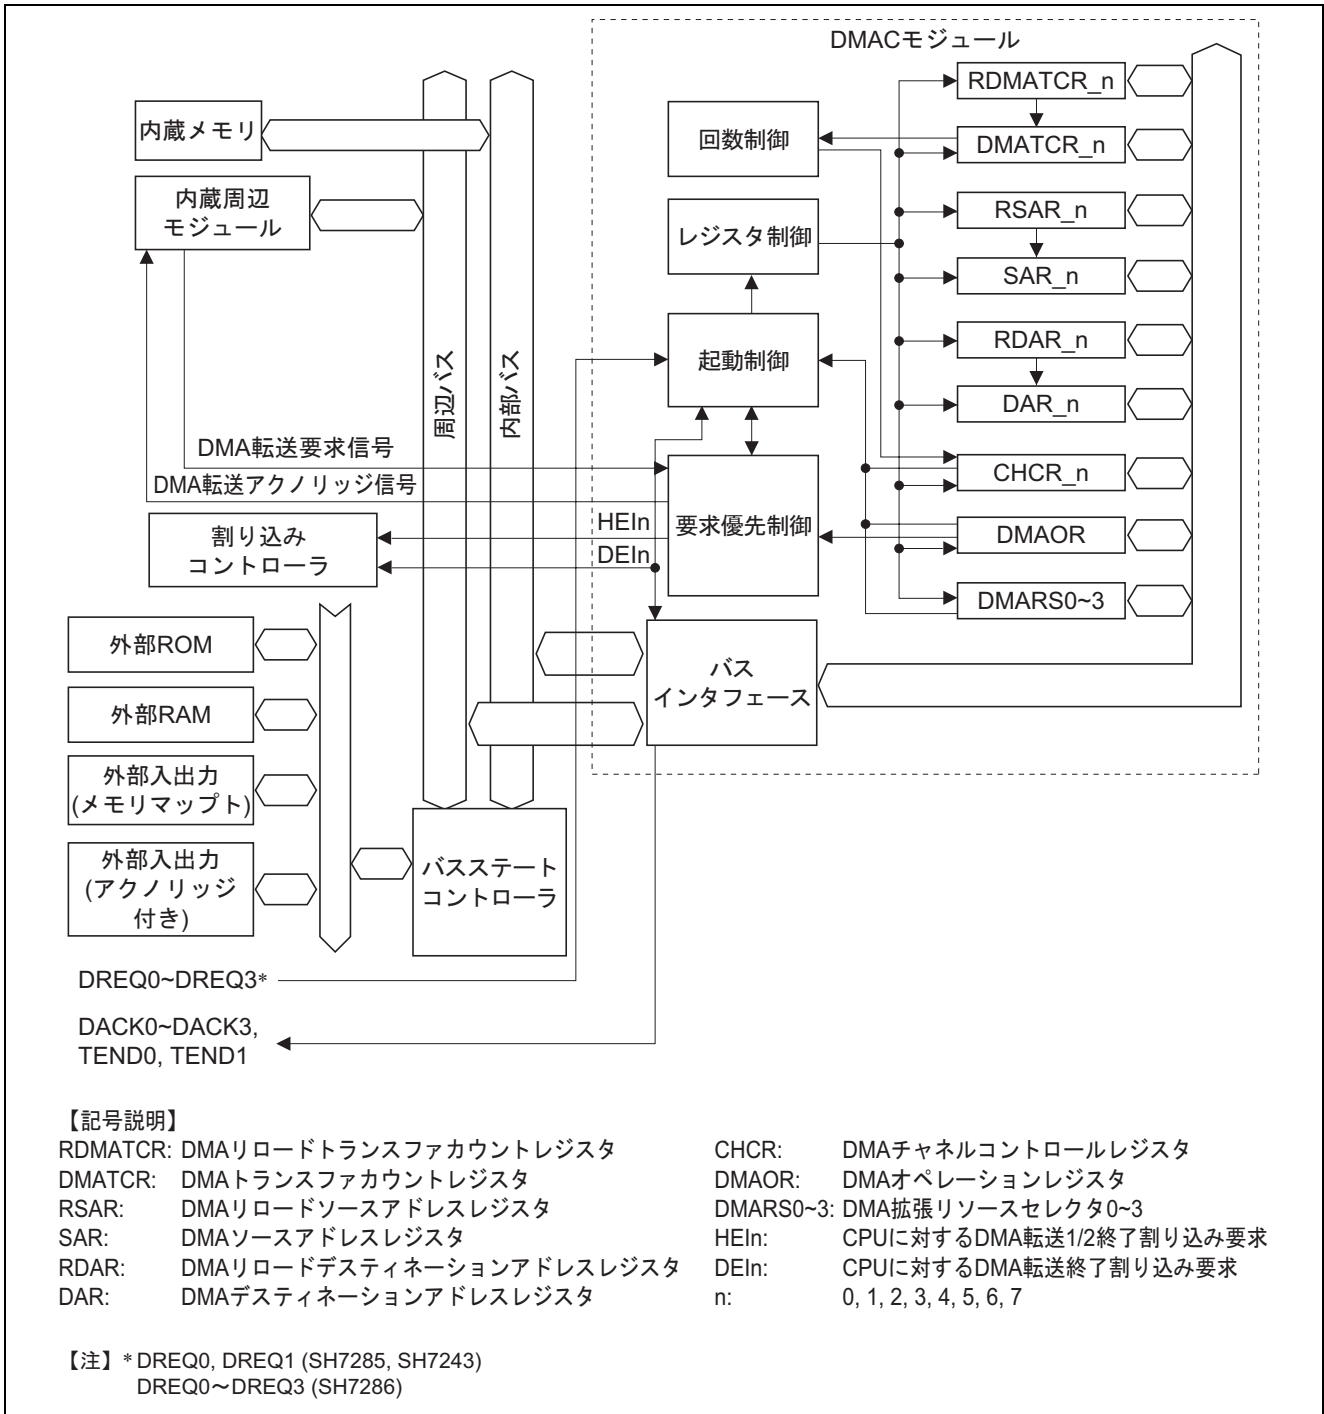 DMACモジュール
内蔵メモリ
内蔵周辺
モジュール
周辺バス
内部バス
回数制御
レジスタ制御
起動制御
要求優先制御
RDMATCR_n
DMATCR_n
RSAR_n
SAR_n
RDAR_n
DAR_n
CHCR_n
DMAOR
DMARS0~3
DMA転送要求信号
DMA転送アクノリッジ信号
HEIn
DEIn
割り込み
コントローラ
バス
インタフェース
外部ROM
外部RAM
外部入出力
(メモリマップト)
外部入出力
(アクノリッジ
付き)
バスステート
コントローラ
DREQ0~DREQ3*
DACK0~DACK3,
TEND0, TEND1
【記号説明】
RDMATCR: DMAリロードトランスファカウントレジスタ
DMATCR: DMAトランスファカウントレジスタ
RSAR: DMAリロードソースアドレスレジスタ
SAR: DMAソースアドレスレジスタ
RDAR: DMAリロードデスティネーションアドレスレジスタ
DAR: DMAデスティネーションアドレスレジスタ
CHCR: DMAチャネルコントロールレジスタ
DMAOR: DMAオペレーションレジスタ
DMARS0~3: DMA拡張リソースセレクタ0~3
HEIn: CPUに対するDMA転送1/2終了割り込み要求
DEIn: CPUに対するDMA転送終了割り込み要求
n: 0, 1, 2, 3, 4, 5, 6, 7
【注】* DREQ0, DREQ1 (SH7285, SH7243)
DREQ0～DREQ3 (SH7286)